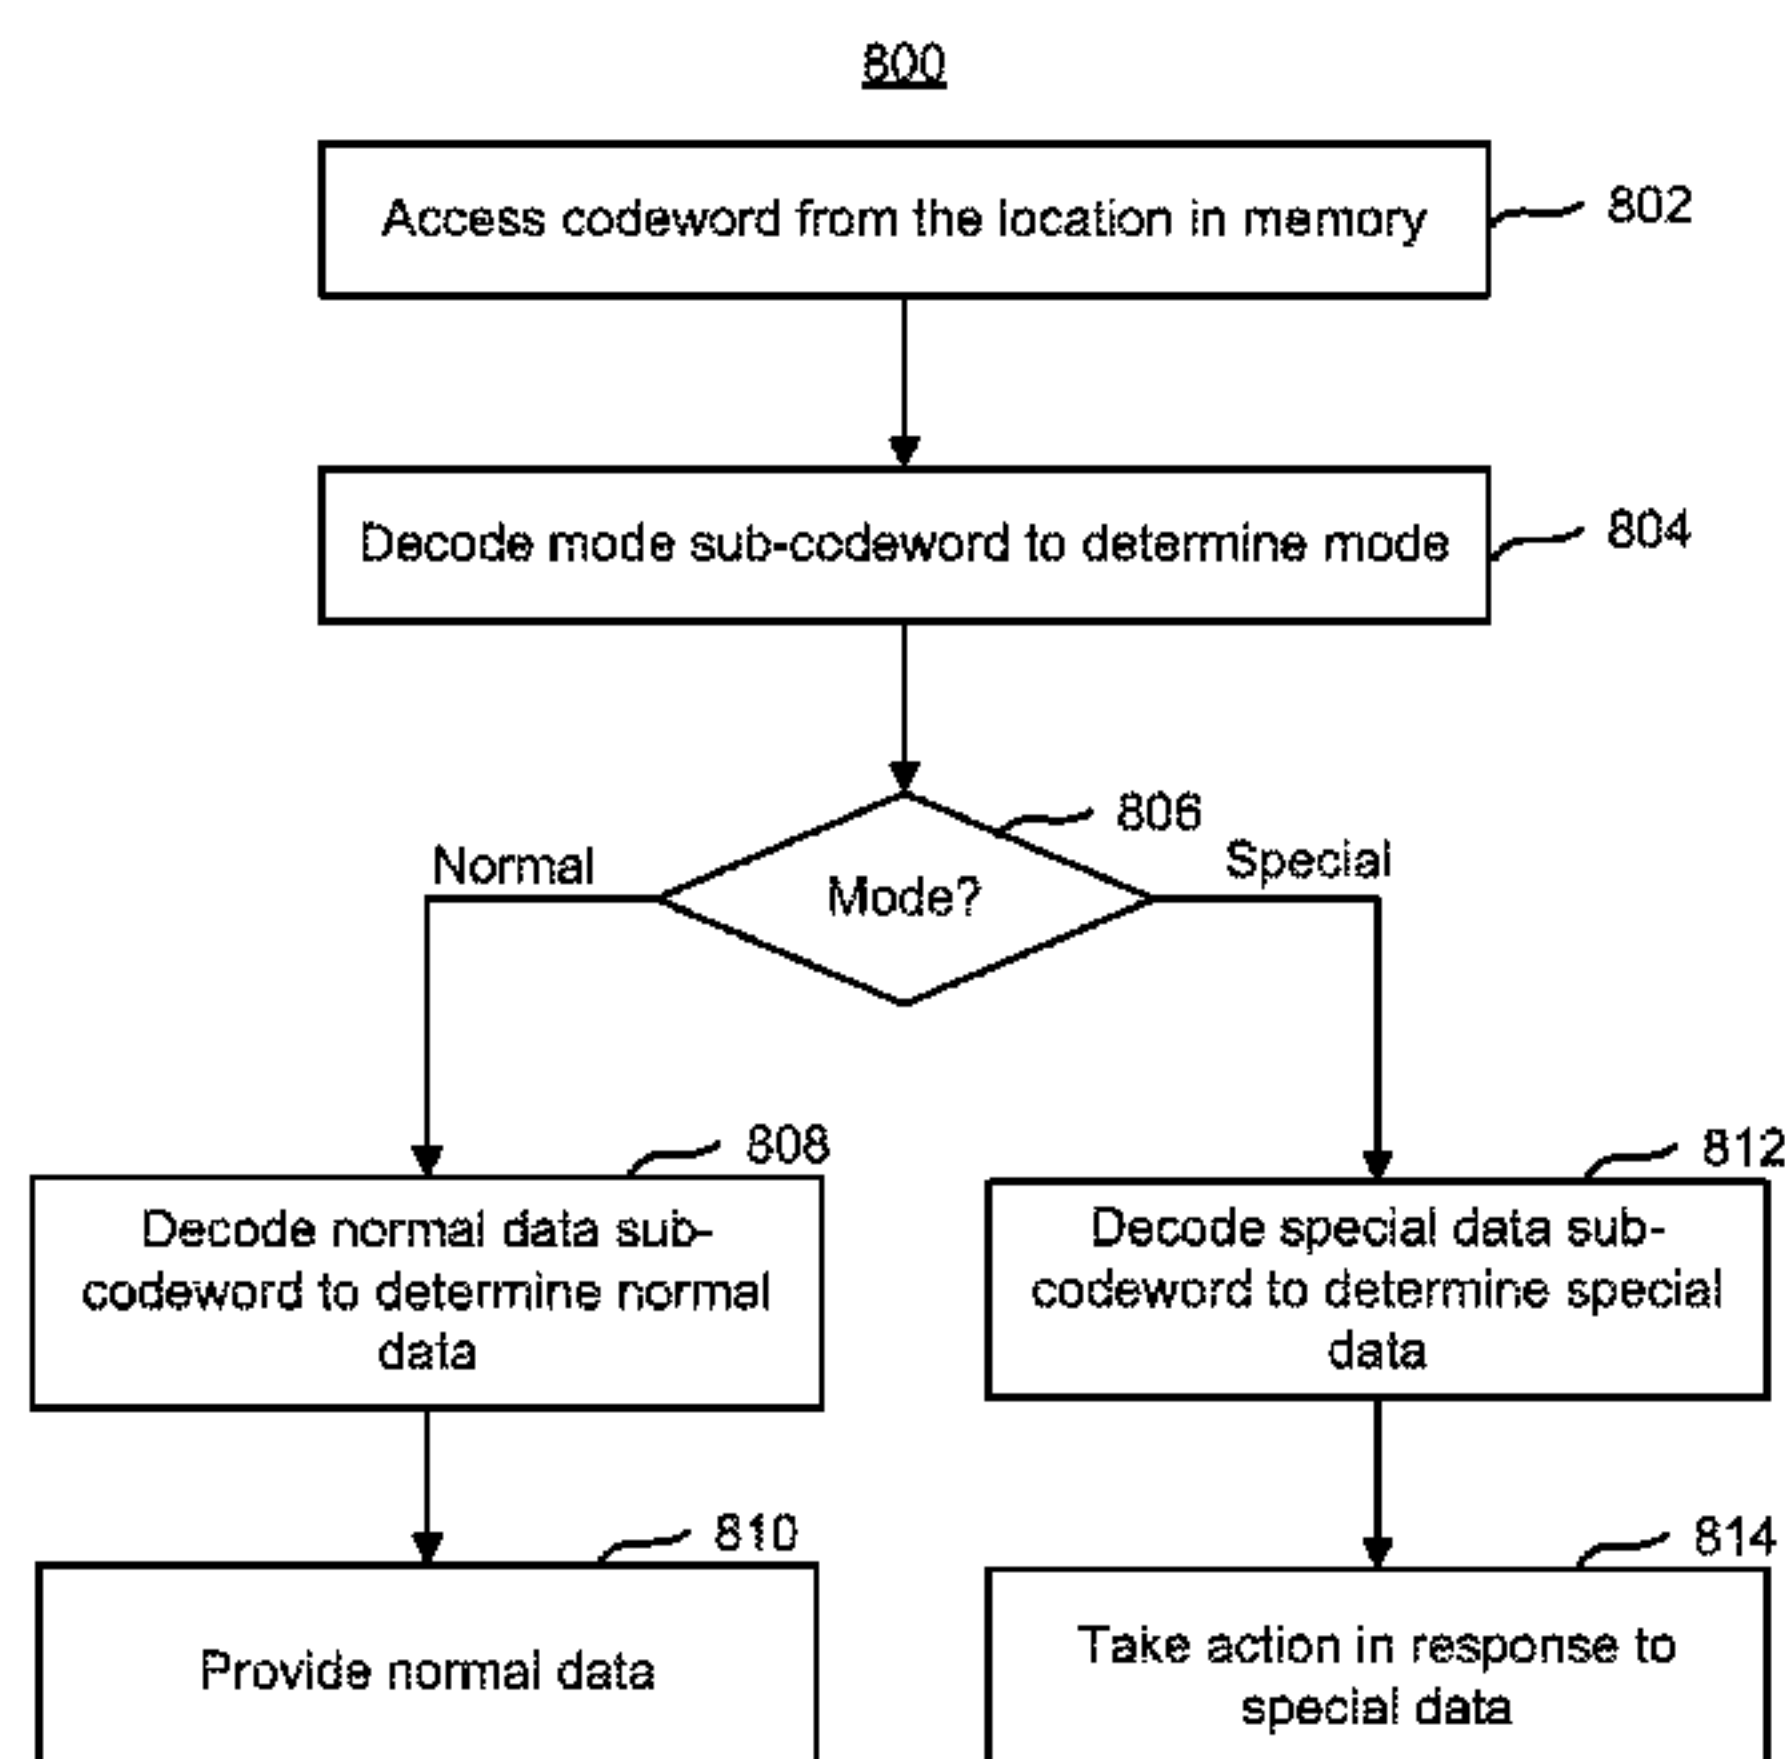 800
Access codeword from the location in memory
802
Decode mode sub-codeword to determine mode
804
806
Normal
Mode?
Special
808
Decode normal data sub-
codeword to determine normal
data
812
Decode special data sub-
codeword to determine special
data
810
Provide normal data
814
Take action in response to
special data